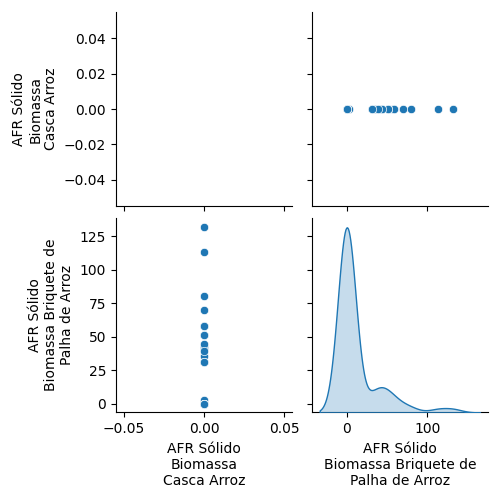 0.04
0.02
0.00
-0.02
-0.04
AFR Sólido
Biomassa
Casca Arroz
125
100
75
50
25
0
AFR Sólido
Biomassa Briquete de
Palha de Arroz
−0.05
0.00
0.05
AFR Sólido
Biomassa
Casca Arroz
0
100
AFR Sólido
Biomassa Briquete de
Palha de Arroz